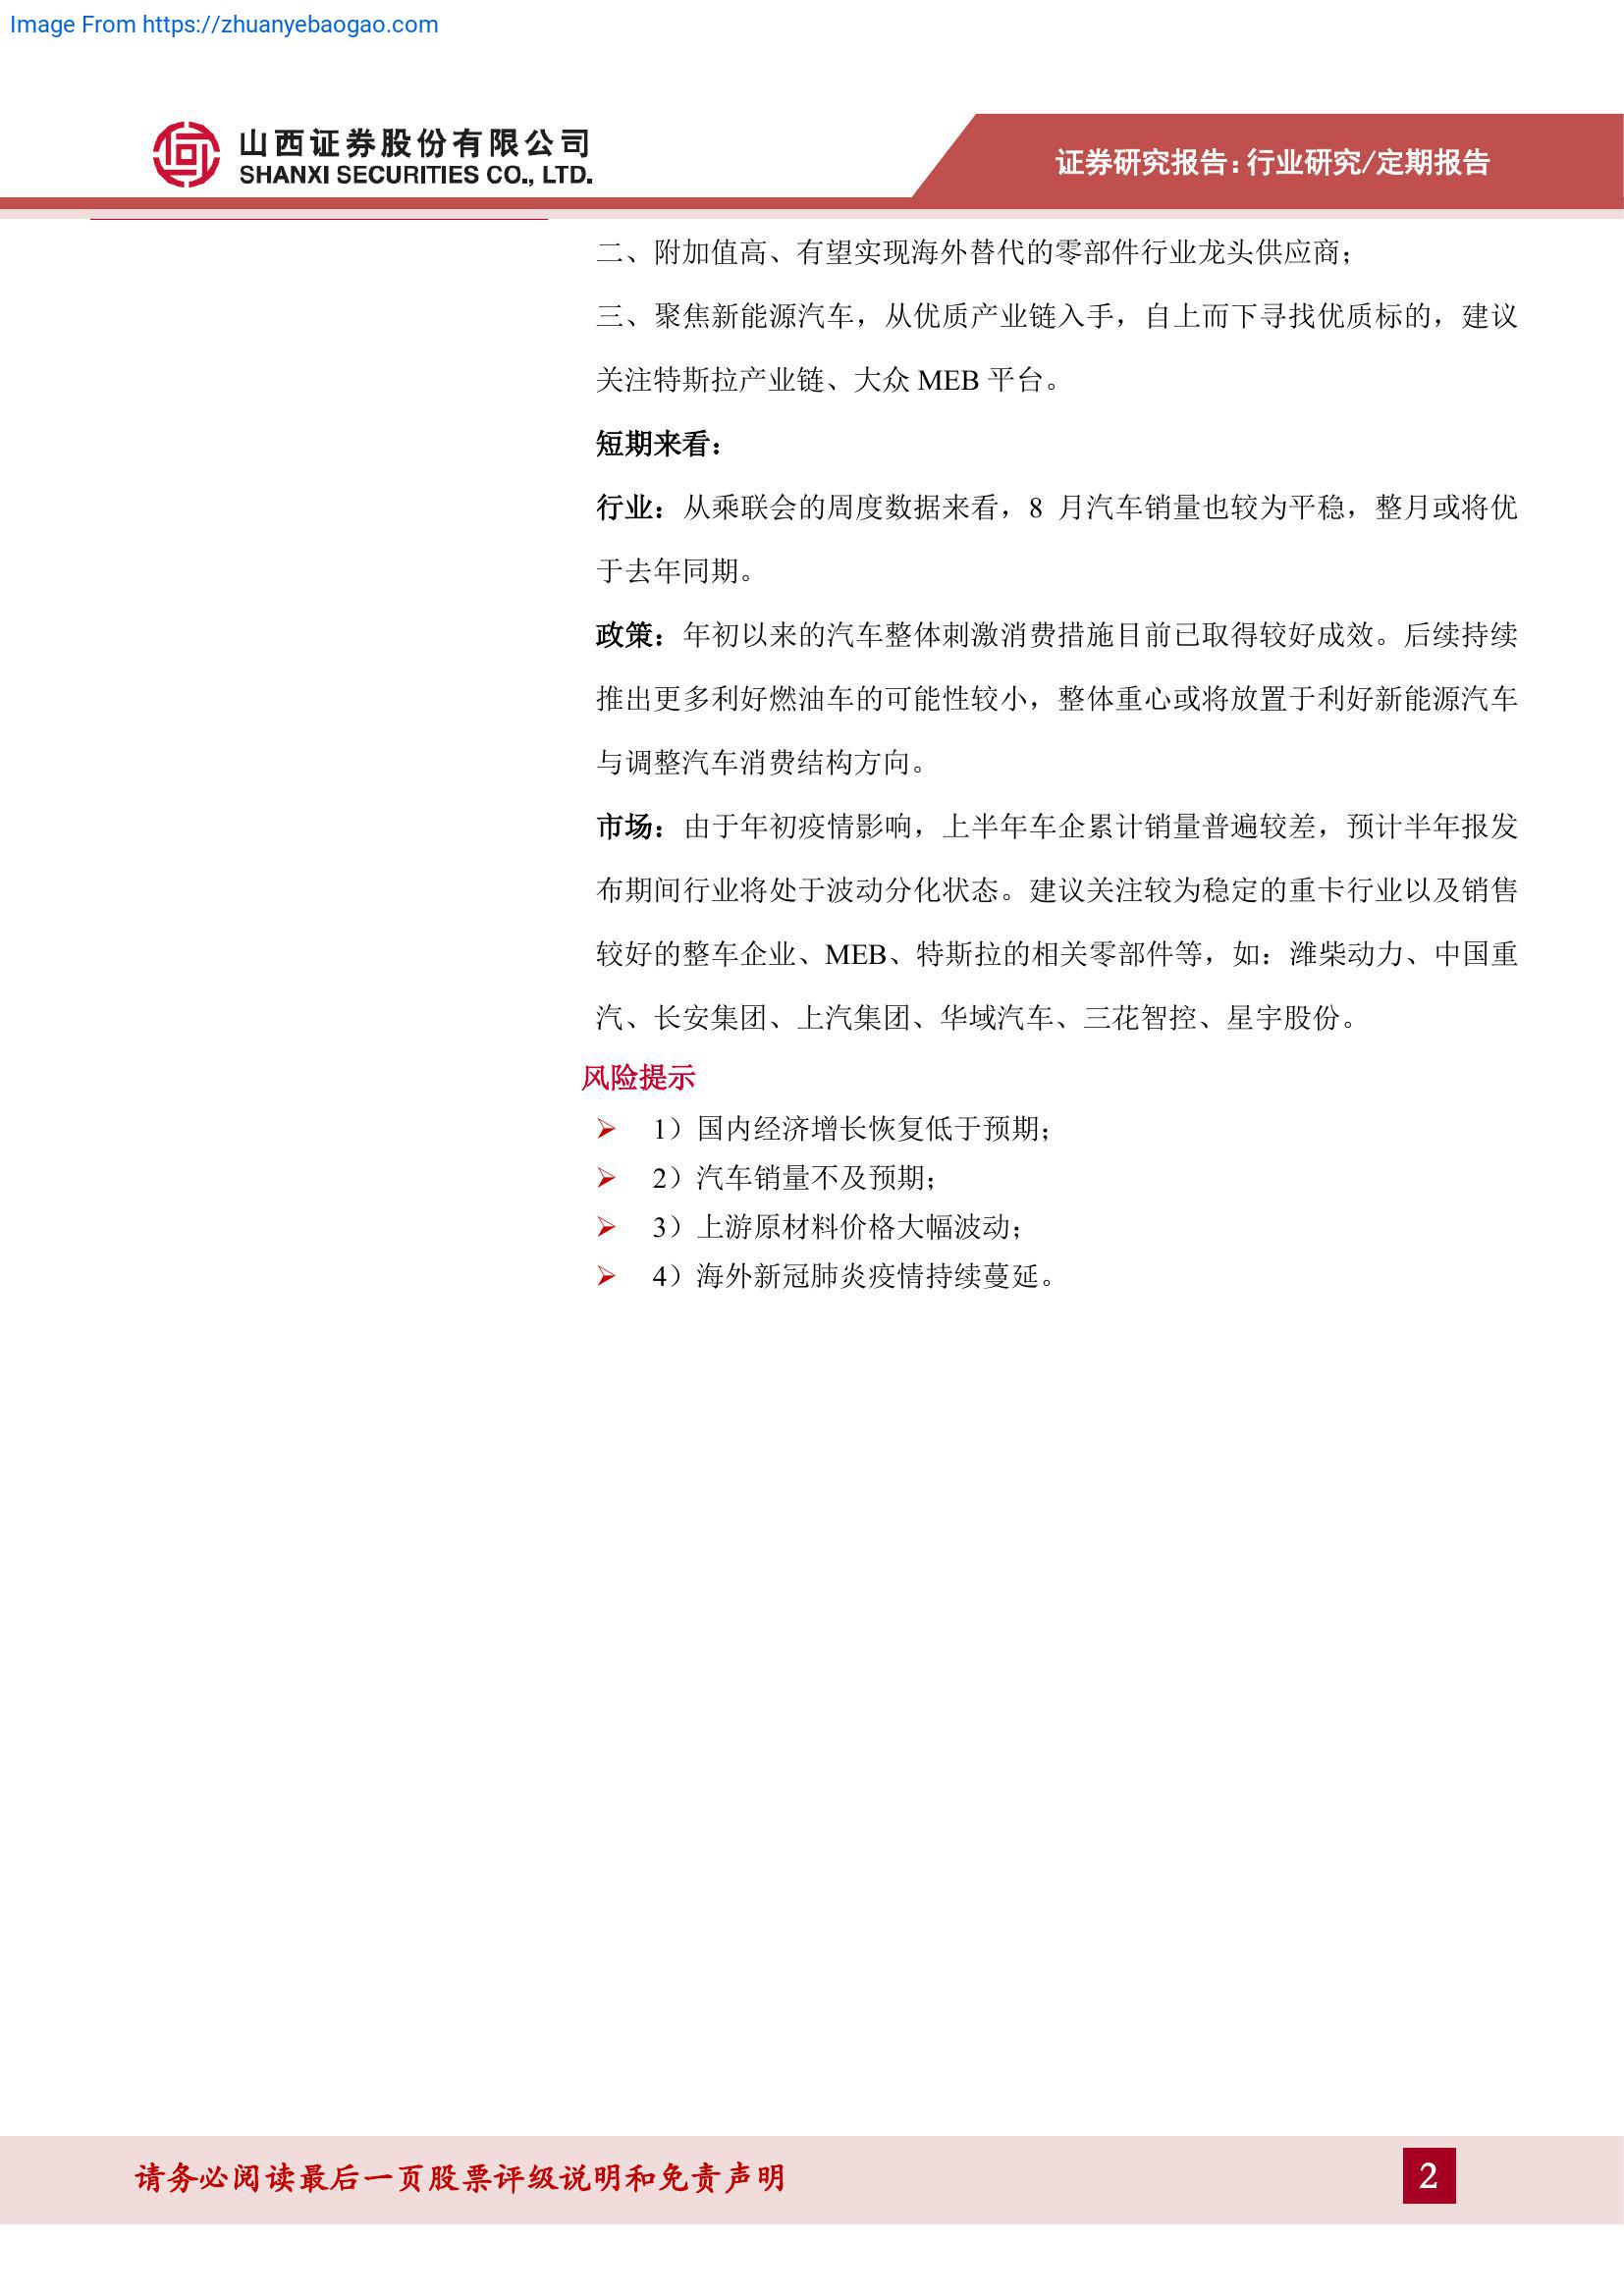 Image From https://zhuanyebaogao.com
山西证券股份有限公司
SHANXI SECURITIES CO., LTD.
证券研究报告：行业研究/定期报告
二、附加值高、有望实现海外替代的零部件行业龙头供应商；
三、聚焦新能源汽车，从优质产业链入手，自上而下寻找优质标的，建议
关注特斯拉产业链、大众 MEB 平台。
短期来看：
行业：从乘联会的周度数据来看，8 月汽车销量也较为平稳，整月或将优
于去年同期。
政策：年初以来的汽车整体刺激消费措施目前已取得较好成效。后续持续
推出更多利好燃油车的可能性较小，整体重心或将放置于利好新能源汽车
与调整汽车消费结构方向。
市场：由于年初疫情影响，上半年车企累计销量普遍较差，预计半年报发
布期间行业将处于波动分化状态。建议关注较为稳定的重卡行业以及销售
较好的整车企业、MEB、特斯拉的相关零部件等，如：潍柴动力、中国重
汽、长安集团、上汽集团、华域汽车、三花智控、星宇股份。
风险提示
➢ 1）国内经济增长恢复低于预期；
➢ 2）汽车销量不及预期；
➢ 3）上游原材料价格大幅波动；
➢ 4）海外新冠肺炎疫情持续蔓延。
请务必阅读最后一页股票评级说明和免责声明
2